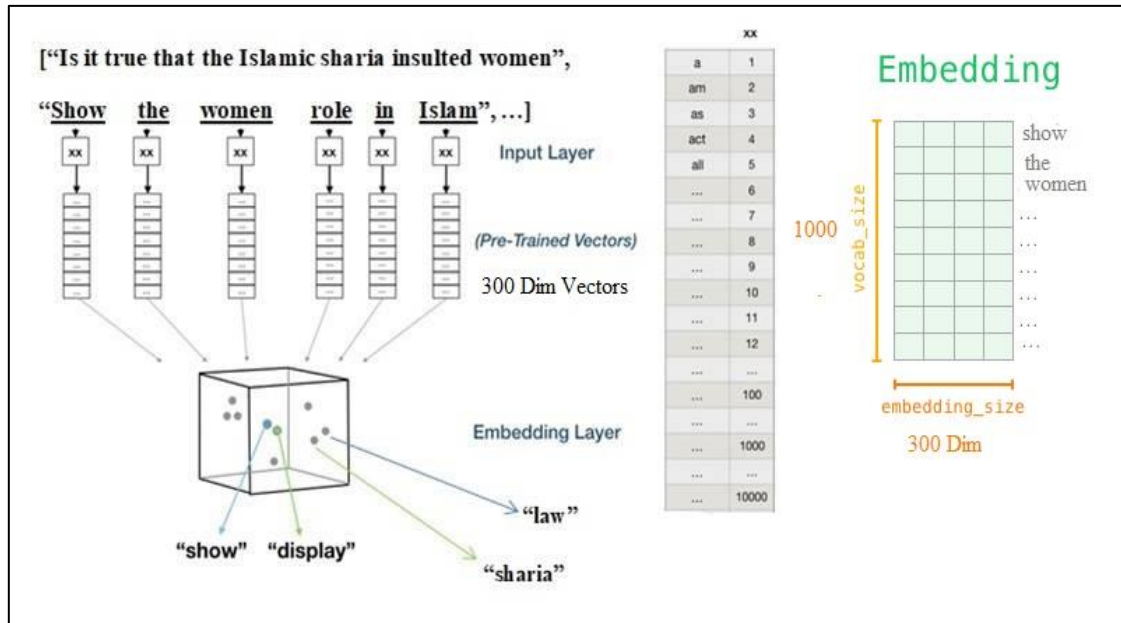 [“Is it true that the Islamic sharia insulted women”,
“Show the women role in Islam”, …]
xx xx xx xx xx xx
Input Layer
(Pre-Trained Vectors)
300 Dim Vectors
Embedding Layer
“law”
“show” “display”
“sharia”
xx
a 1
am 2
as 3
act 4
all 5
... 6
... 7
... 8
... 9
... 10
... 11
... 12
... ...
... 100
... ...
... 1000
... ...
... 10000
Embedding
show
the
women
...
...
...
...
...
1000
vocab_size
embedding_size
300 Dim